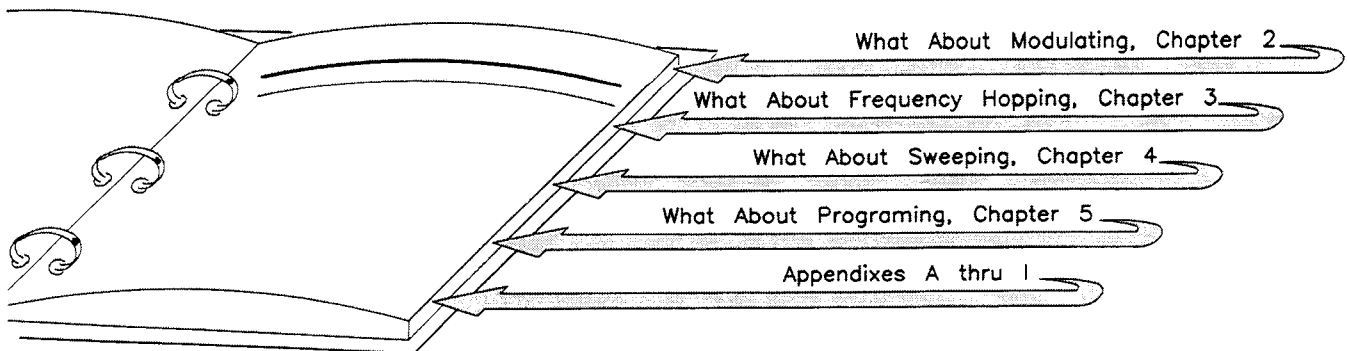 What About Modulating, Chapter 2
What About Frequency Hopping, Chapter 3
What About Sweeping, Chapter 4
What About Programing, Chapter 5
Appendixes A thru I